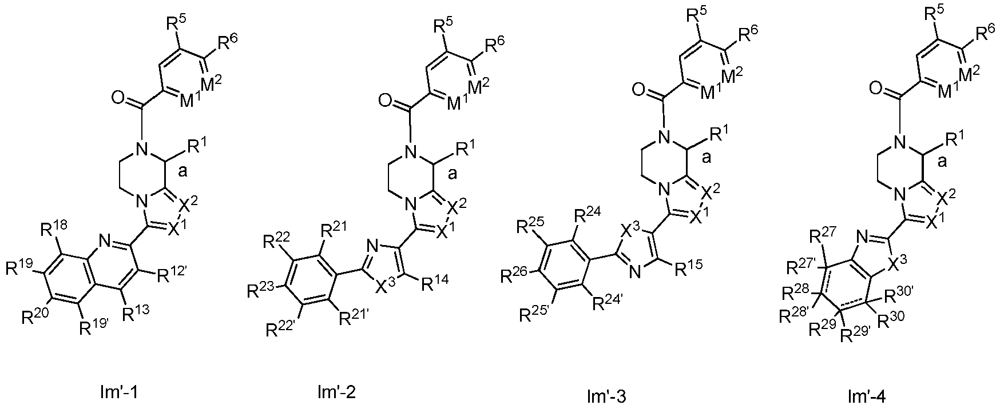 R⁵ R⁶ M² M¹ O N R¹ a N X² X¹ R¹⁸ N R¹⁹ R¹²' R²⁰ R¹⁹' R¹³
R⁵ R⁶ M² M¹ O N R¹ a N X² X¹ R²² R²¹ N R²³ X³ R¹⁴ R²²' R²¹'
R⁵ R⁶ M² M¹ O N R¹ a N X² X¹ R²⁵ R²⁴ X³ R²⁶ N R¹⁵ R²⁵' R²⁴'
R⁵ R⁶ M² M¹ O N R¹ a N X² X¹ R²⁷ N R²⁷' X³ R²⁸ R³⁰' R²⁸' R²⁹ R²⁹' R³⁰
Im'-1 Im'-2 Im'-3 Im'-4